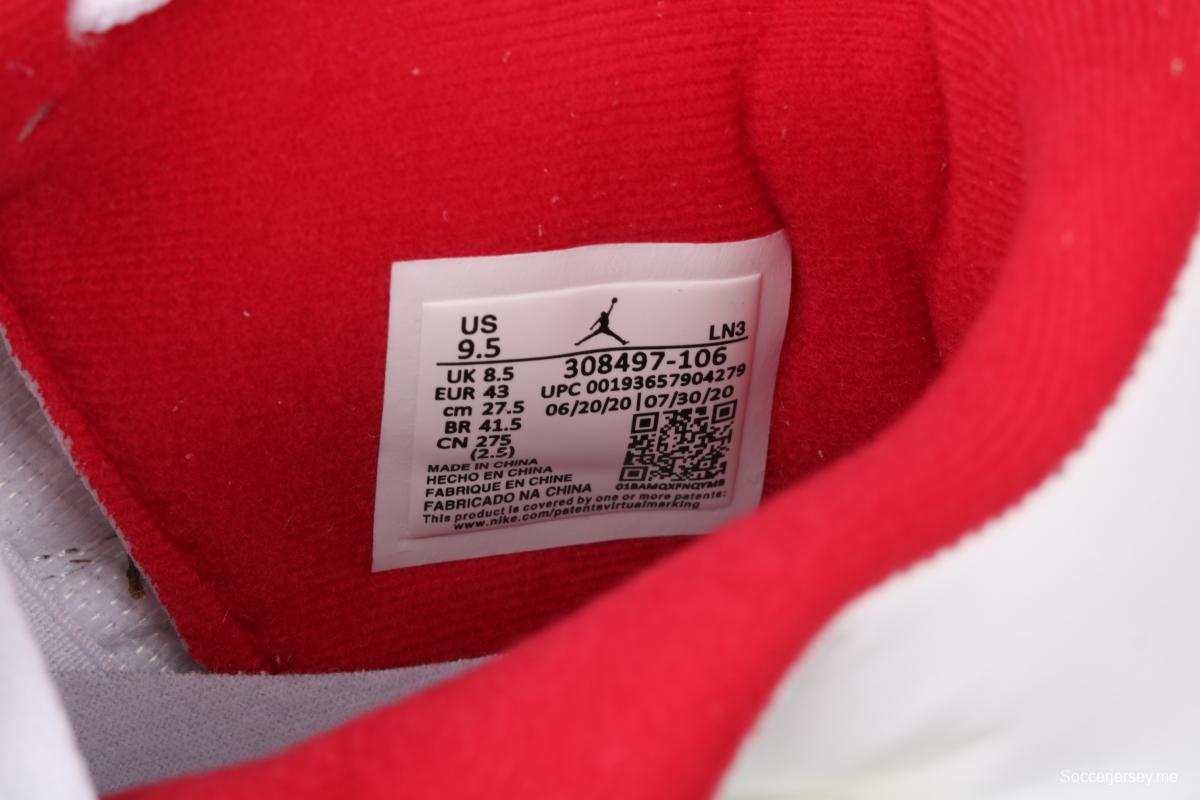 US
9.5
LN3
UK 8.5
EUR 43
cm 27.5
BR 41.5
CN 275
(2.5)
308497-106
UPC 00193657904279
06/20/20 | 07/30/20
01BAMQXFNQYMB
MADE IN CHINA
HECHO EN CHINA
FABRIQUE EN CHINE
FABRICADO NA CHINA
This product is covered by one or more patents:
www.nike.com/patentsvirtualmarking
Soccerjersey.me